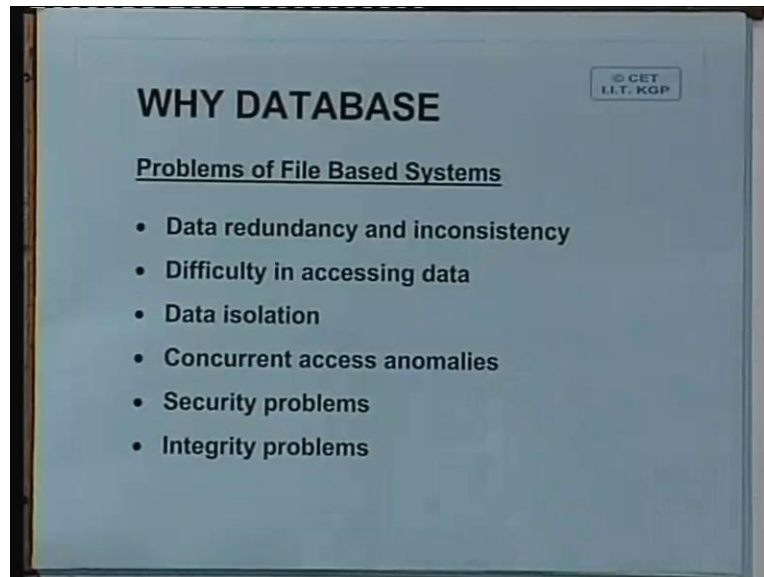 WHY DATABASE
© CET
I.I.T. KGP
Problems of File Based Systems
• Data redundancy and inconsistency
• Difficulty in accessing data
• Data isolation
• Concurrent access anomalies
• Security problems
• Integrity problems